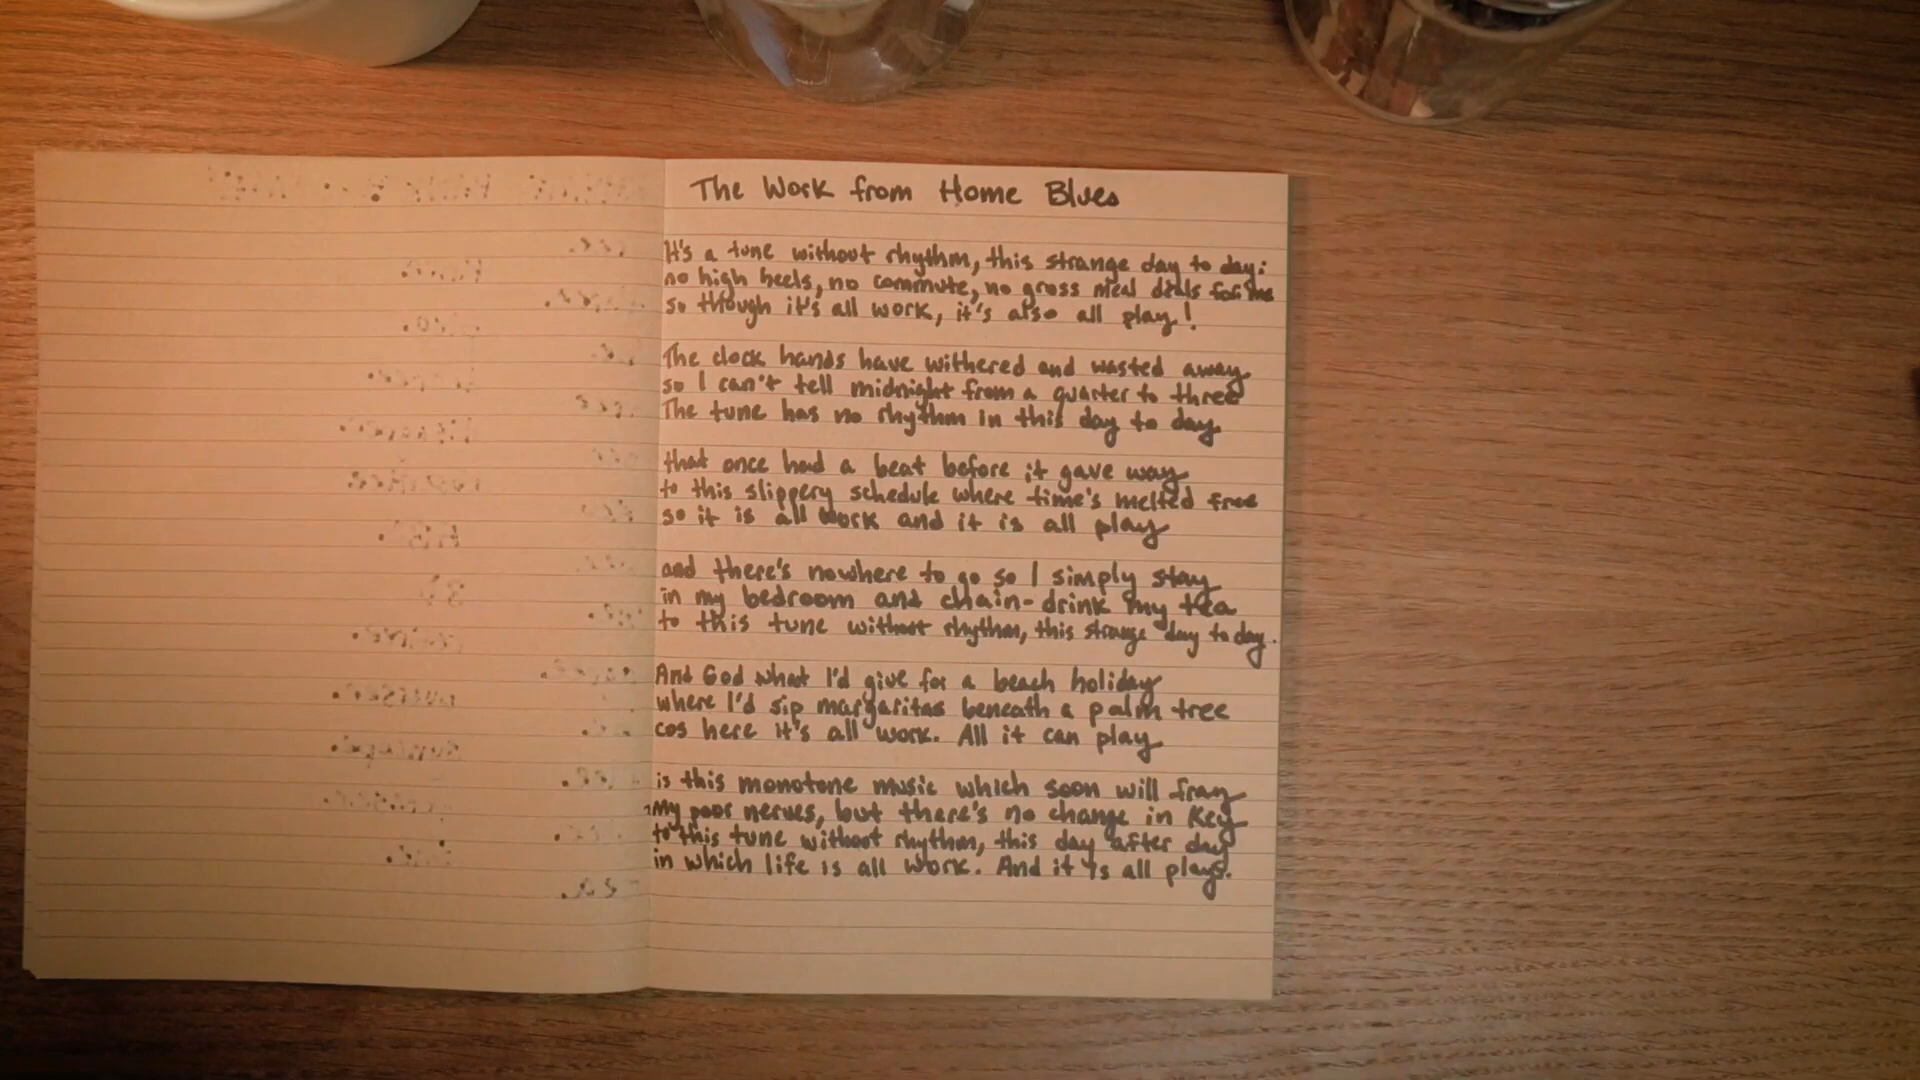 The Work from Home Blues
It's a tune without rhythm, this strange day to day:
no high heels, no commute, no gross meal deals for me
so though it's all work, it's also all play!
The clock hands have withered and wasted away
so I can't tell midnight from a quarter to three
The tune has no rhythm in this day to day
that once had a beat before it gave way
to this slippery schedule where time's melted free
so it is all work and it is all play
and there's nowhere to go so I simply stay
in my bedroom and chain-drink my tea
to this tune without rhythm, this strange day to day.
And God what I'd give for a beach holiday
where I'd sip margaritas beneath a palm tree
cos here it's all work. All it can play
is this monotone music which soon will fray
my poor nerves, but there's no change in key
to this tune without rhythm, this day after day
in which life is all work. And it is all play.